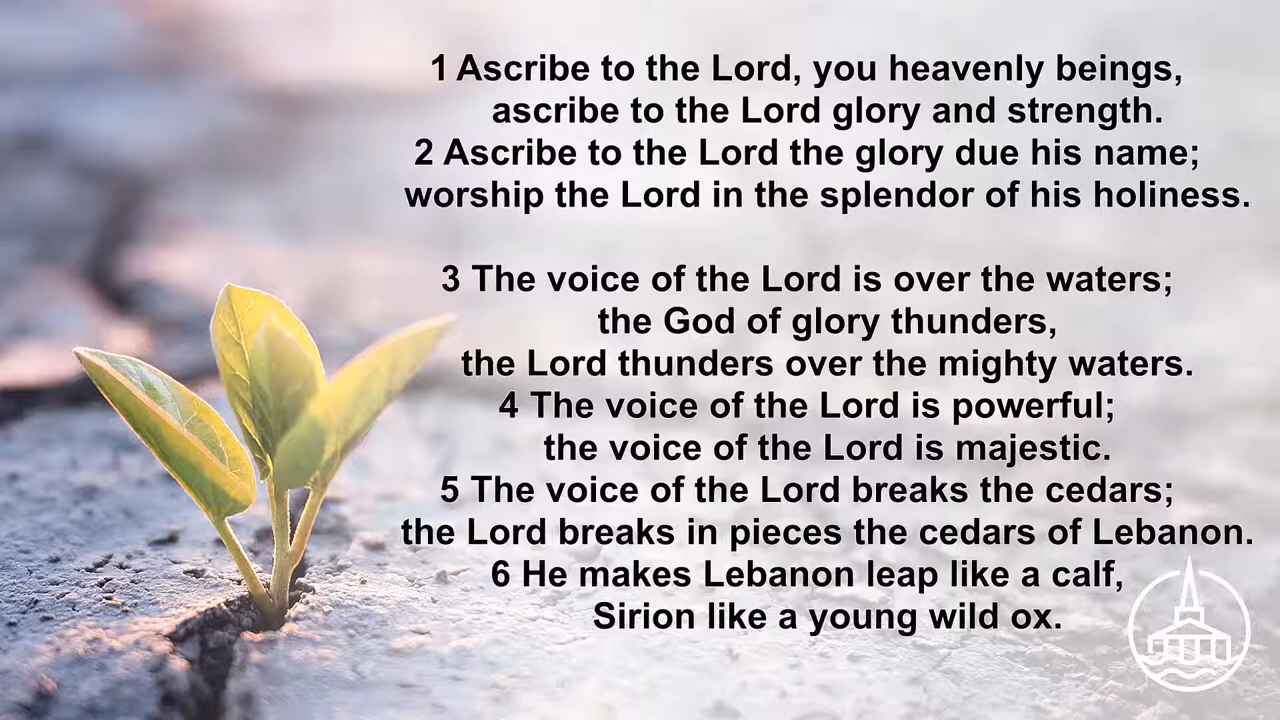 1 Ascribe to the Lord, you heavenly beings,
ascribe to the Lord glory and strength.
2 Ascribe to the Lord the glory due his name;
worship the Lord in the splendor of his holiness.
3 The voice of the Lord is over the waters;
the God of glory thunders,
the Lord thunders over the mighty waters.
4 The voice of the Lord is powerful;
the voice of the Lord is majestic.
5 The voice of the Lord breaks the cedars;
the Lord breaks in pieces the cedars of Lebanon.
6 He makes Lebanon leap like a calf,
Sirion like a young wild ox.